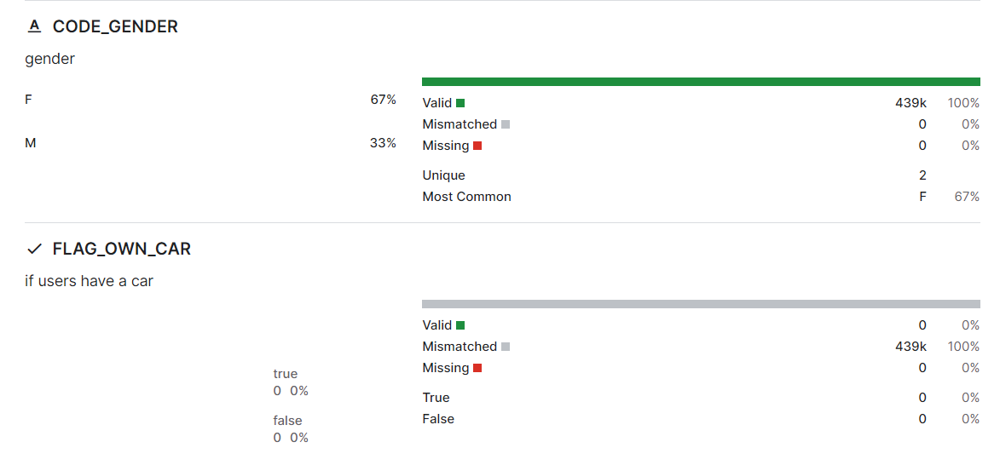 CODE_GENDER
gender
F 67%
M 33%
Valid 439k 100%
Mismatched 0 0%
Missing 0 0%
Unique 2
Most Common F 67%
FLAG_OWN_CAR
if users have a car
true
0 0%
false
0 0%
Valid 0 0%
Mismatched 439k 100%
Missing 0 0%
True 0 0%
False 0 0%